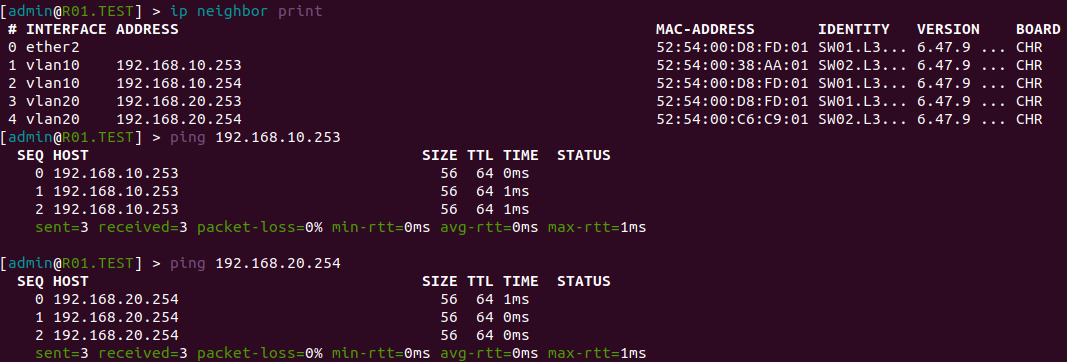 [admin@R01.TEST] > ip neighbor print
# INTERFACE ADDRESS MAC-ADDRESS IDENTITY VERSION BOARD
0 ether2 52:54:00:D8:FD:01 SW01.L3... 6.47.9 ... CHR
1 vlan10 192.168.10.253 52:54:00:38:AA:01 SW02.L3... 6.47.9 ... CHR
2 vlan10 192.168.10.254 52:54:00:D8:FD:01 SW01.L3... 6.47.9 ... CHR
3 vlan20 192.168.20.253 52:54:00:D8:FD:01 SW01.L3... 6.47.9 ... CHR
4 vlan20 192.168.20.254 52:54:00:C6:C9:01 SW02.L3... 6.47.9 ... CHR
[admin@R01.TEST] > ping 192.168.10.253
SEQ HOST SIZE TTL TIME STATUS
0 192.168.10.253 56 64 0ms
1 192.168.10.253 56 64 1ms
2 192.168.10.253 56 64 1ms
sent=3 received=3 packet-loss=0% min-rtt=0ms avg-rtt=0ms max-rtt=1ms
[admin@R01.TEST] > ping 192.168.20.254
SEQ HOST SIZE TTL TIME STATUS
0 192.168.20.254 56 64 1ms
1 192.168.20.254 56 64 0ms
2 192.168.20.254 56 64 0ms
sent=3 received=3 packet-loss=0% min-rtt=0ms avg-rtt=0ms max-rtt=1ms